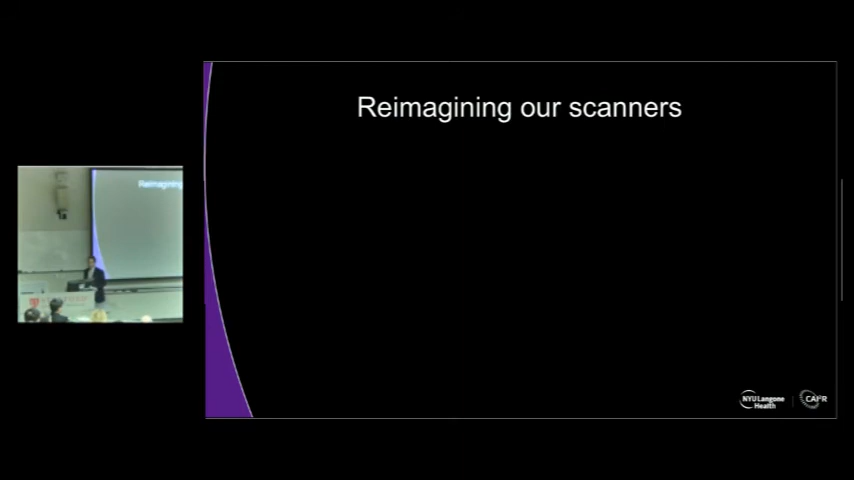 Reimagining our scanners
Reimagining
NYU Langone
Health
CAI²R